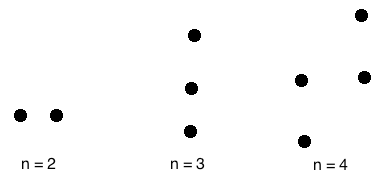 n = 2
n = 3
n = 4